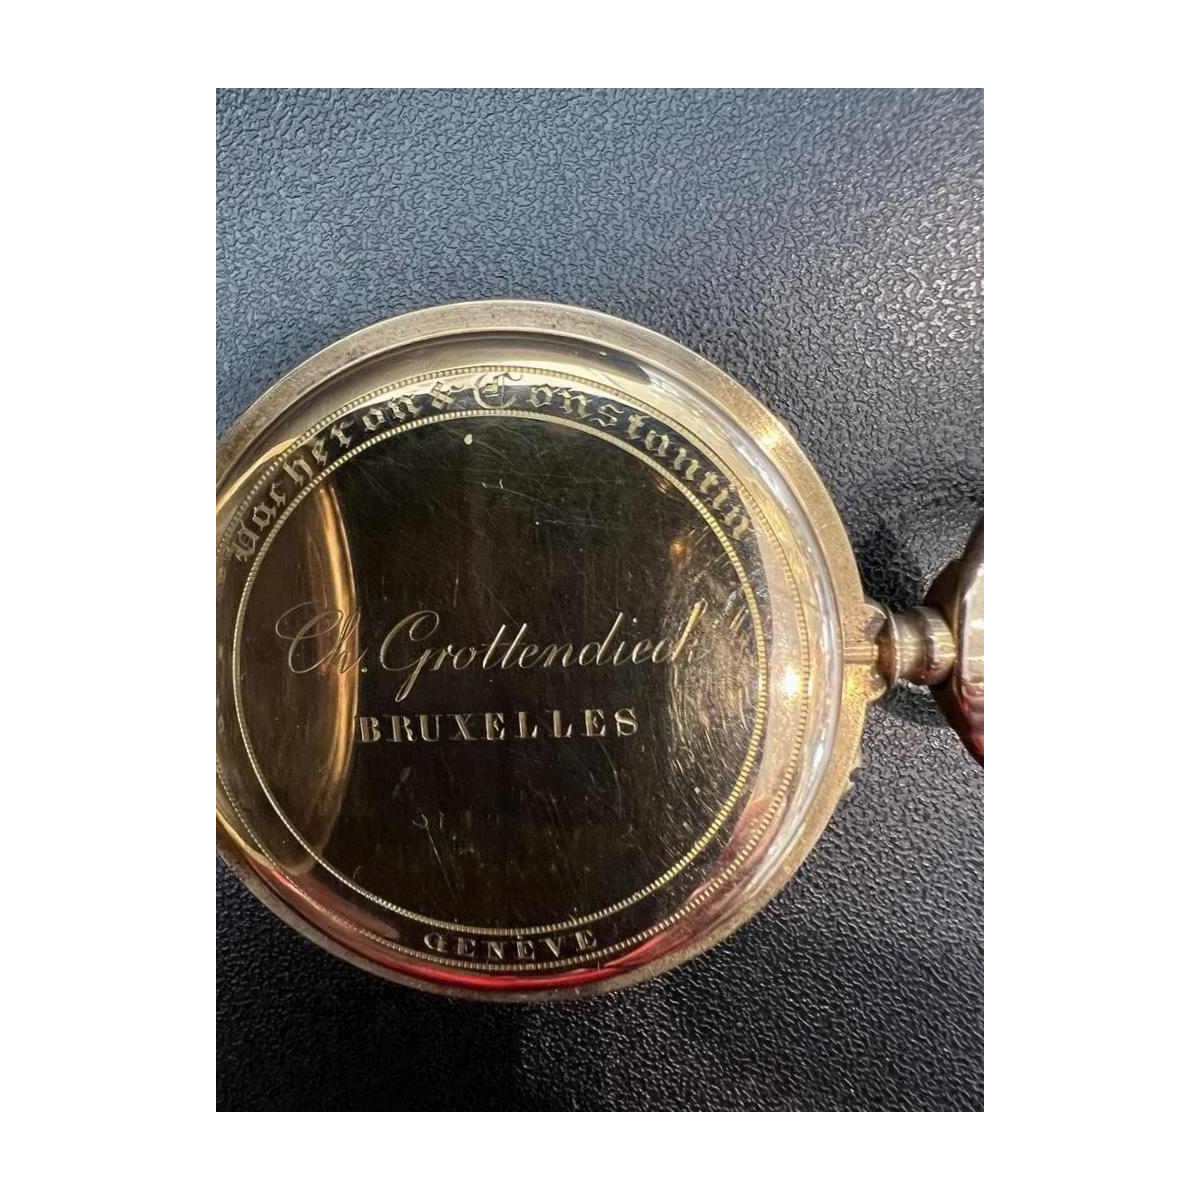 Vacheron & Constantin
Ch. Grottendieck
BRUXELLES
GENÈVE